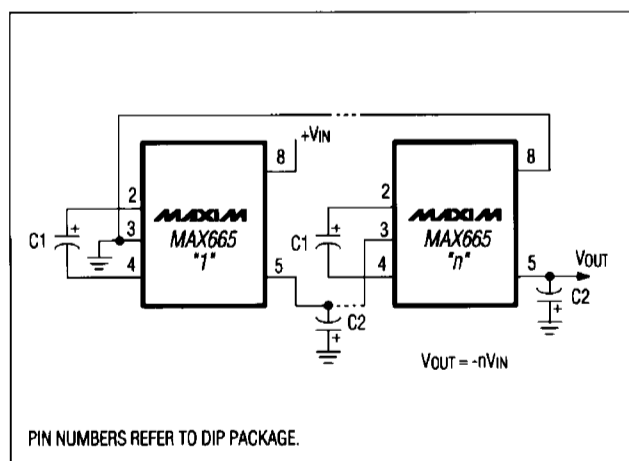 +VIN
8
8
2
MAXIM
2
MAXIM
C1
+
3
MAX665
C1
+
3
MAX665
4
"1"
5
4
"n"
5
VOUT
C2
+
C2
+
VOUT = -nVIN
PIN NUMBERS REFER TO DIP PACKAGE.